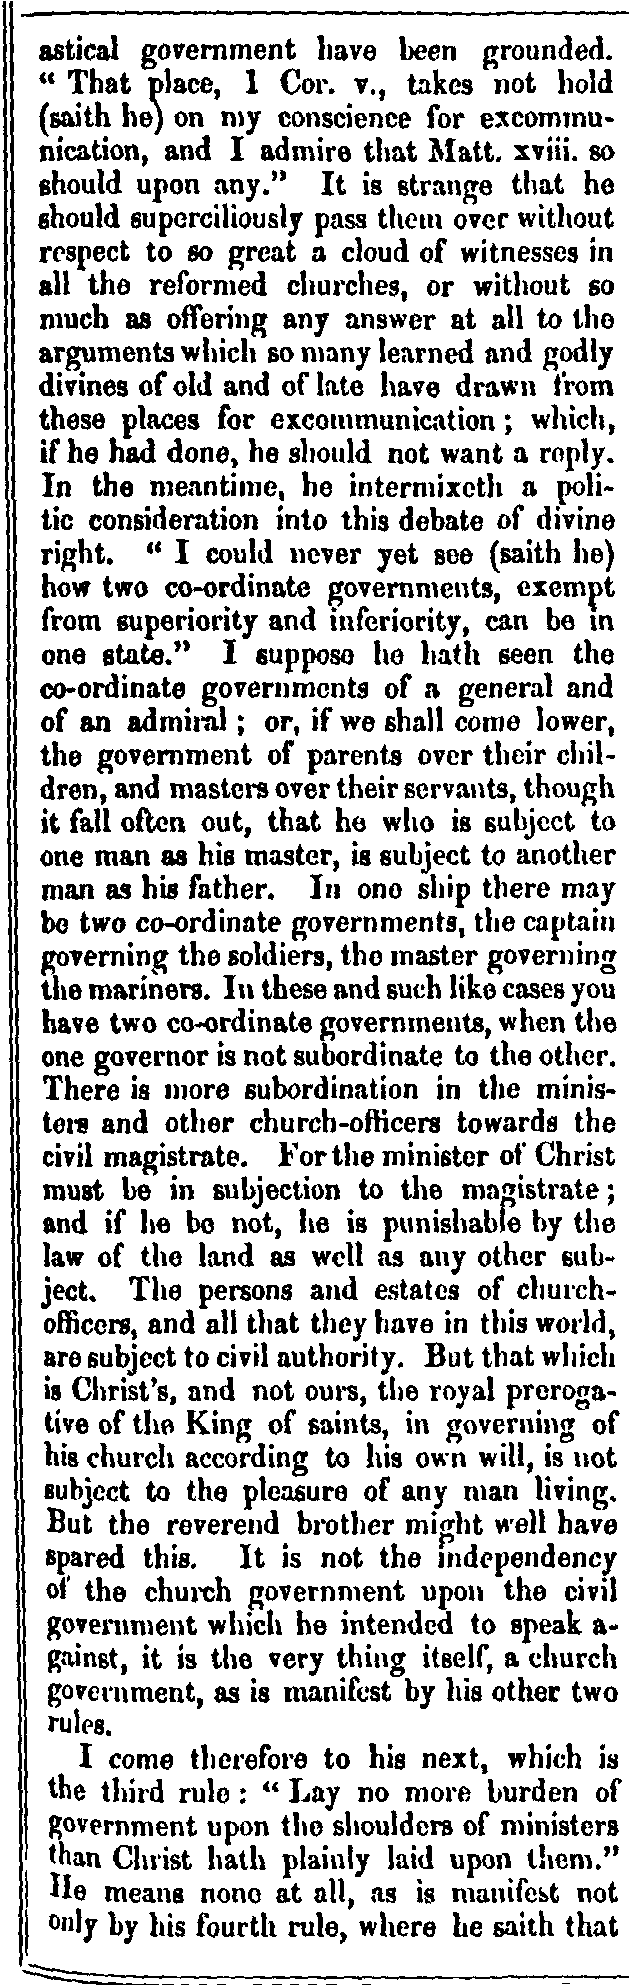 astical government have been grounded.
“ That place, 1 Cor. v., takes not hold
(saith he) on my conscience for excommu-
nication, and I admire that Matt. xviii. so
should upon any.” It is strange that he
should superciliously pass them over without
respect to so great a cloud of witnesses in
all the reformed churches, or without so
much as offering any answer at all to the
arguments which so many learned and godly
divines of old and of late have drawn from
these places for excommunication ; which,
if he had done, he should not want a reply.
In the meantime, he intermixeth a poli-
tic consideration into this debate of divine
right. “ I could never yet see (saith he)
how two co-ordinate governments, exempt
from superiority and inferiority, can be in
one state.” I suppose he hath seen the
co-ordinate governments of a general and
of an admiral ; or, if we shall come lower,
the government of parents over their chil-
dren, and masters over their servants, though
it fall often out, that he who is subject to
one man as his master, is subject to another
man as his father. In one ship there may
be two co-ordinate governments, the captain
governing the soldiers, the master governing
the mariners. In these and such like cases you
have two co-ordinate governments, when the
one governor is not subordinate to the other.
There is more subordination in the minis-
ters and other church-officers towards the
civil magistrate. For the minister of Christ
must be in subjection to the magistrate ;
and if he be not, he is punishable by the
law of the land as well as any other sub-
ject. The persons and estates of church-
officers, and all that they have in this world,
are subject to civil authority. But that which
is Christ's, and not ours, the royal preroga-
tive of the King of saints, in governing of
his church according to his own will, is not
subject to the pleasure of any man living.
But the reverend brother might well have
spared this. It is not the independency
of the church government upon the civil
government which he intended to speak a-
gainst, it is the very thing itself, a church
government, as is manifest by his other two
rules.
I come therefore to his next, which is
the third rule : “ Lay no more burden of
government upon the shoulders of ministers
than Christ hath plainly laid upon them.”
He means none at all, as is manifest not
only by his fourth rule, where he saith that